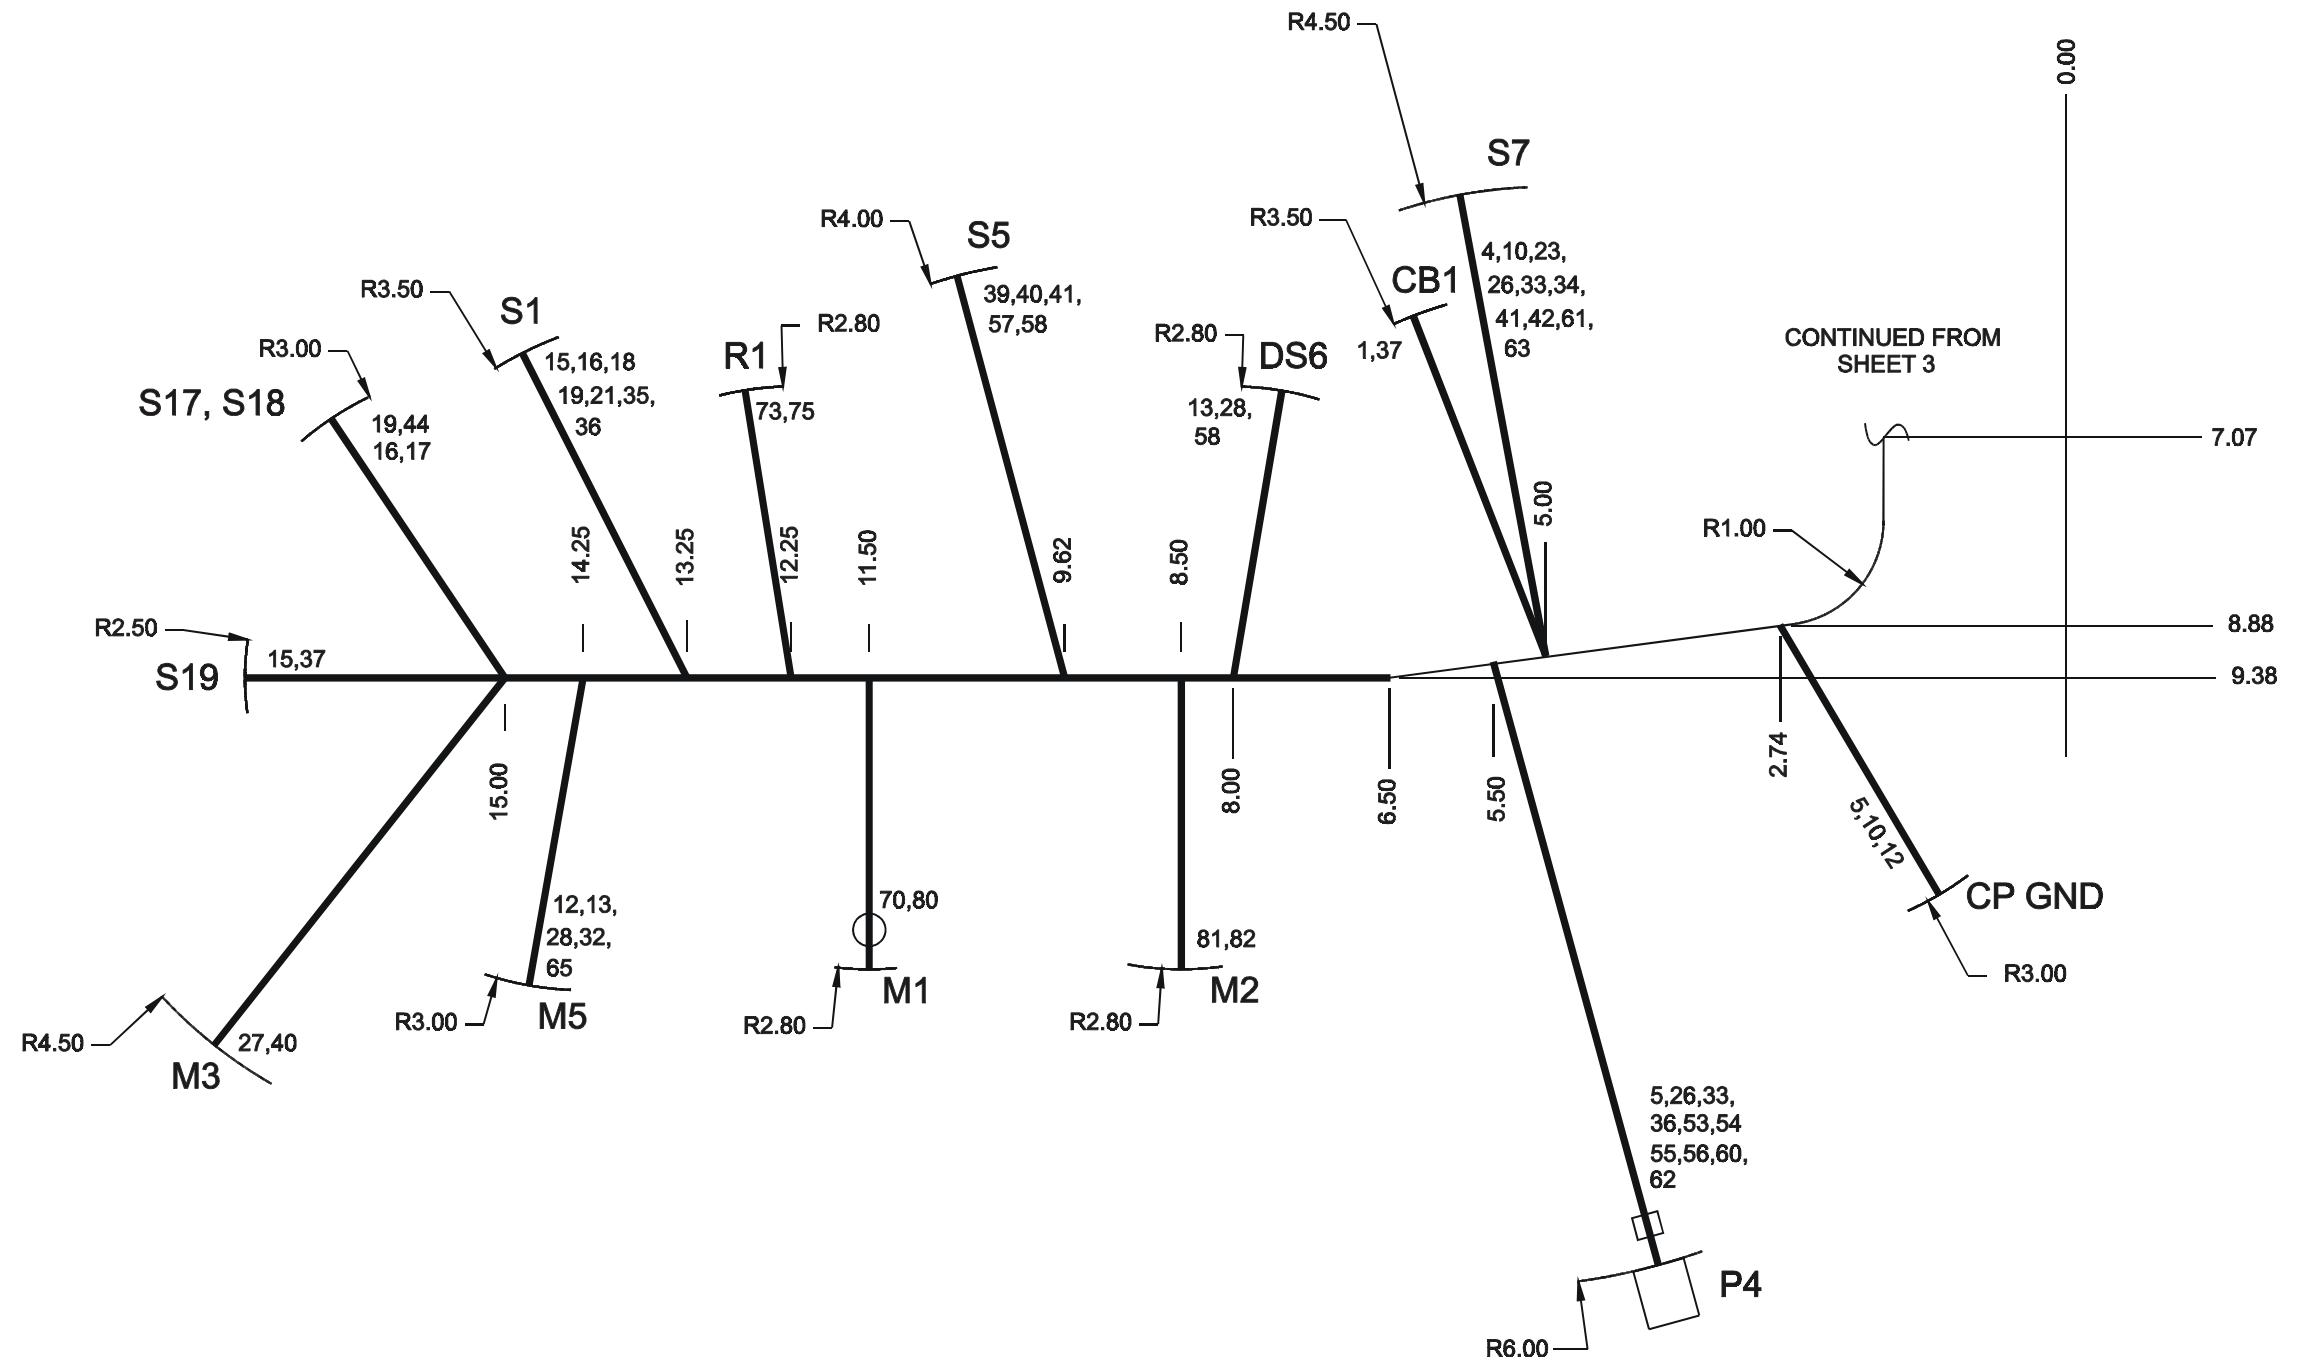 R4.50
0.00
S7
R3.50
R4.00
S5
4,10,23,
26,33,34,
41,42,61,
63
CB1
1,37
R3.50
S1
39,40,41,
57,58
R2.80
R1
73,75
R2.80
DS6
13,28,
58
CONTINUED FROM
SHEET 3
R3.00
S17, S18
19,44
16,17
15,16,18
19,21,35,
36
7.07
14.25
13.25
12.25
11.50
9.62
8.50
5.00
R1.00
R2.50
S19
15,37
8.88
9.38
15.00
8.00
6.50
5.50
2.74
5,10,12
CP GND
R3.00
12,13,
28,32,
65
R3.00
M5
70,80
R2.80
M1
81,82
R2.80
M2
R4.50
27,40
M3
5,26,33,
36,53,54
55,56,60,
62
P4
R6.00